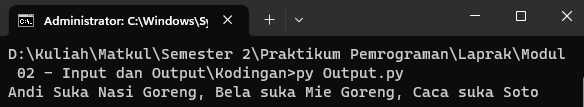 Administrator: C:\Windows\Sy
D:\Kuliah\Matkul\Semester 2\Praktikum Pemrograman\Laprak\Modul
02 - Input dan Output\Kodingan>py Output.py
Andi Suka Nasi Goreng, Bela suka Mie Goreng, Caca suka Soto